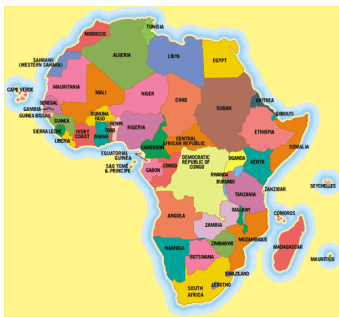 TUNISIA
MOROCCO
ALGERIA
LIBYA
EGYPT
SAHRAWI
(WESTERN SAHARA)
CAPE VERDE
MAURITANIA
MALI
NIGER
CHAD
SUDAN
ERITREA
SENEGAL
GAMBIA
GUINEA BISSAU
GUINEA
BURKINA
FASO
BENIN
NIGERIA
DJIBOUTI
SIERRA LEONE
IVORY
COAST
TOGO
GHANA
LIBERIA
CAMEROON
CENTRAL
AFRICAN REPUBLIC
ETHIOPIA
SOMALIA
EQUATORIAL
GUINEA
SAO TOME
& PRINCIPE
GABON
CONGO
DEMOCRATIC
REPUBLIC OF
CONGO
UGANDA
KENYA
RWANDA
BURUNDI
TANZANIA
ZANZIBAR
SEYCHELLES
ANGOLA
ZAMBIA
MALAWI
COMOROS
MOZAMBIQUE
MADAGASCAR
MAURITIUS
NAMIBIA
ZIMBABWE
BOTSWANA
SWAZILAND
LESOTHO
SOUTH
AFRICA